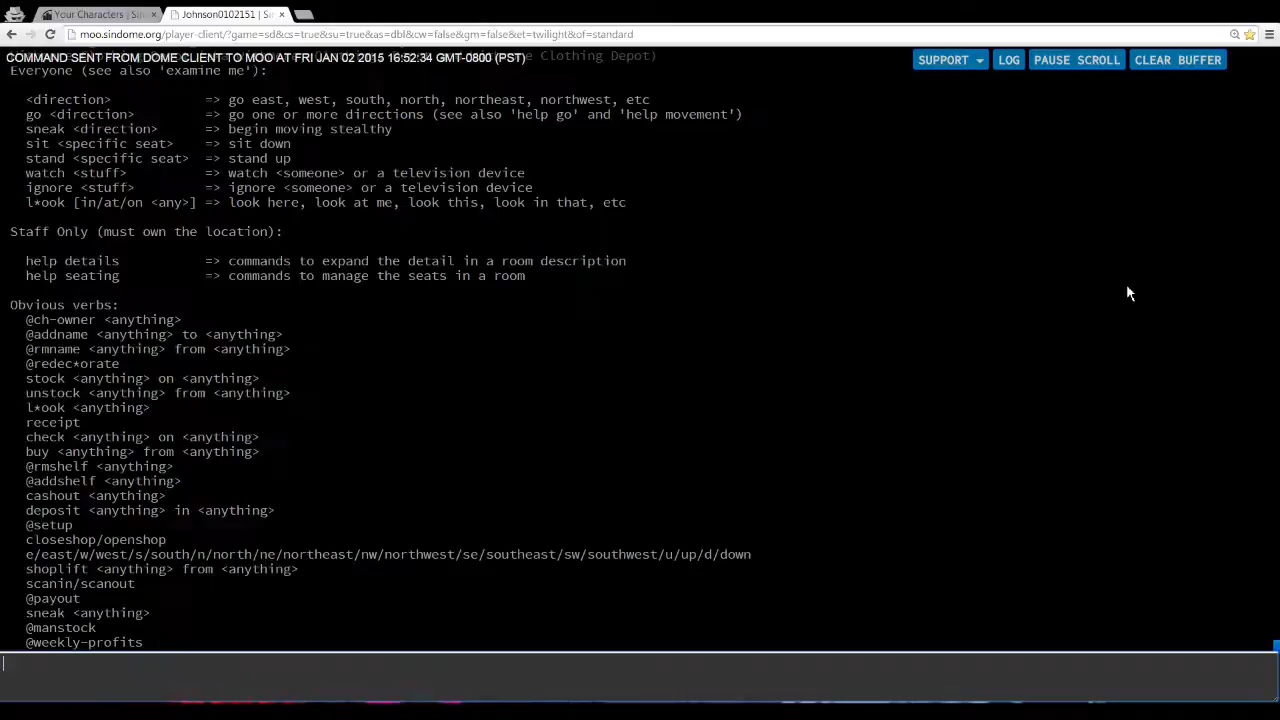 Your Characters | Sin
Johnson0102151 | Sin
moo.sindome.org/player-client/?game=sd&cs=true&su=true&as=dbl&cw=false&gm=false&et=twilight&of=standard
COMMAND SENT FROM DOME CLIENT TO MOO AT FRI JAN 02 2015 16:52:34 GMT-0800 (PST)
Clothing Depot)
SUPPORT
LOG
PAUSE SCROLL
CLEAR BUFFER
Everyone (see also 'examine me'):
<direction> => go east, west, south, north, northeast, northwest, etc
go <direction> => go one or more directions (see also 'help go' and 'help movement')
sneak <direction> => begin moving stealthy
sit <specific seat> => sit down
stand <specific seat> => stand up
watch <stuff> => watch <someone> or a television device
ignore <stuff> => ignore <someone> or a television device
l*ook [in/at/on <any>] => look here, look at me, look this, look in that, etc
Staff Only (must own the location):
help details => commands to expand the detail in a room description
help seating => commands to manage the seats in a room
Obvious verbs:
@ch-owner <anything>
@addname <anything> to <anything>
@rmname <anything> from <anything>
@redec*orate
stock <anything> on <anything>
unstock <anything> from <anything>
l*ook <anything>
receipt
check <anything> on <anything>
buy <anything> from <anything>
@rmshelf <anything>
@addshelf <anything>
cashout <anything>
deposit <anything> in <anything>
@setup
closeshop/openshop
e/east/w/west/s/south/n/north/ne/northeast/nw/northwest/se/southeast/sw/southwest/u/up/d/down
shoplift <anything> from <anything>
scanin/scanout
@payout
sneak <anything>
@manstock
@weekly-profits